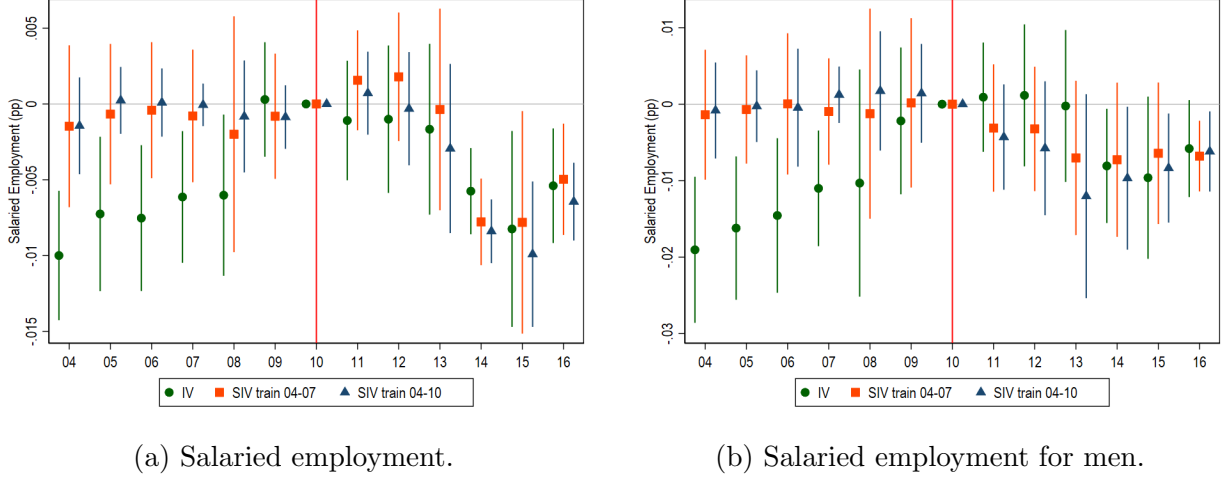 .005
0
-.005
-.01
-.015
Salaried Employment (pp)
04 05 06 07 08 09 10 11 12 13 14 15 16
IV SIV train 04-07 SIV train 04-10
(a) Salaried employment.
.01
0
-.01
-.02
-.03
Salaried Employment (pp)
04 05 06 07 08 09 10 11 12 13 14 15 16
IV SIV train 04-07 SIV train 04-10
(b) Salaried employment for men.